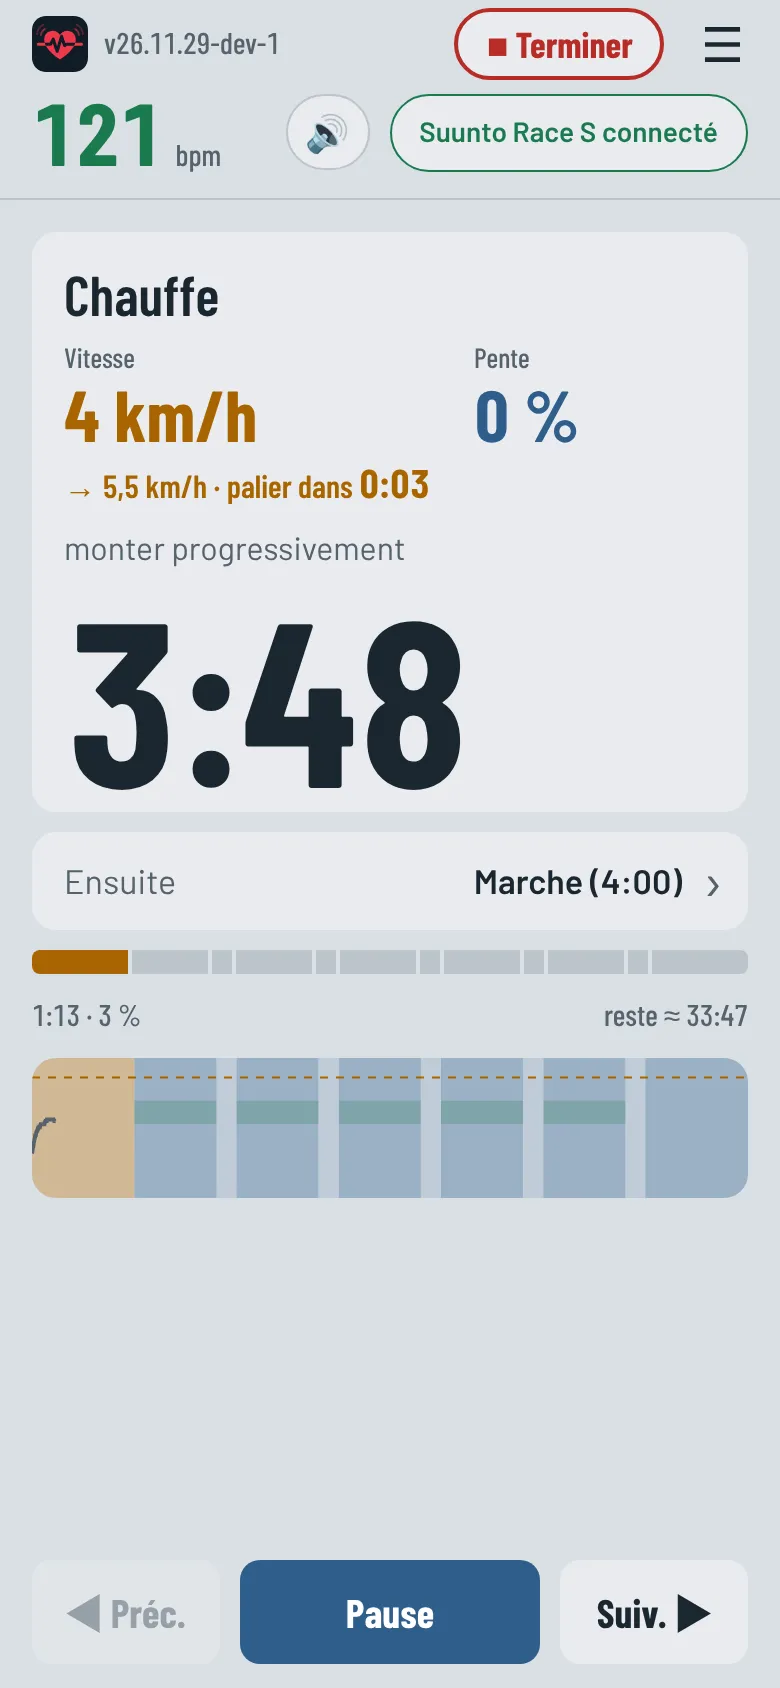 v26.11.29-dev-1
■ Terminer
☰
121 bpm
Suunto Race S connecté
Chauffe
Vitesse
Pente
4 km/h
0 %
→ 5,5 km/h · palier dans 0:03
monter progressivement
3:48
Ensuite
Marche (4:00) ›
1:13 · 3 %
reste ≈ 33:47
◀ Préc.
Pause
Suiv. ▶